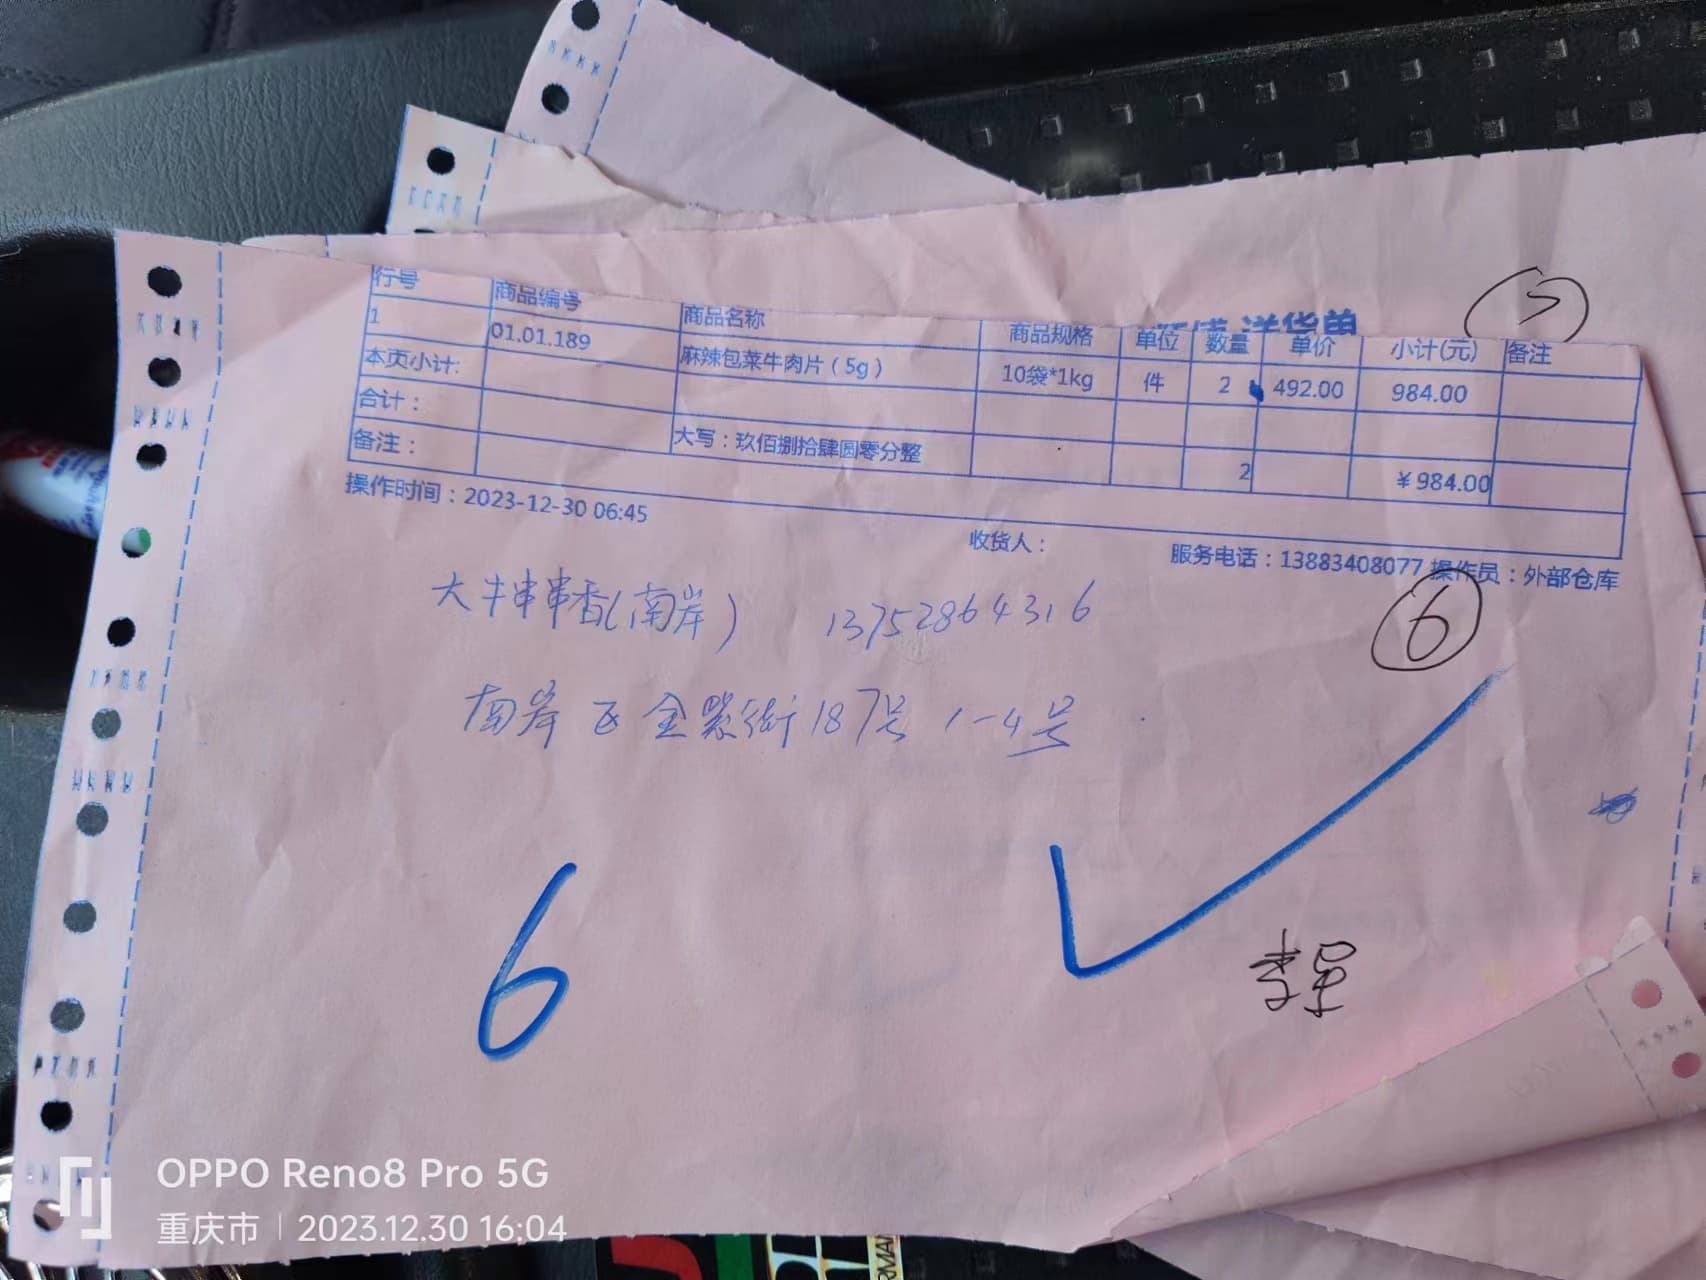 5
送货单
行号 商品编号 商品名称 商品规格 单位 数量 单价 小计(元) 备注
1 01.01.189 麻辣包菜牛肉片（5g） 10袋*1kg 件 2 492.00 984.00
本页小计:
合计： 大写：玖佰捌拾肆圆零分整 2 ￥984.00
备注：
操作时间：2023-12-30 06:45 收货人： 服务电话：13883408077 操作员：外部仓库
大牛串串香(南岸) 13752864316
6
南岸区金紫街187号 1-4号
6
OPPO Reno8 Pro 5G
重庆市 | 2023.12.30 16:04